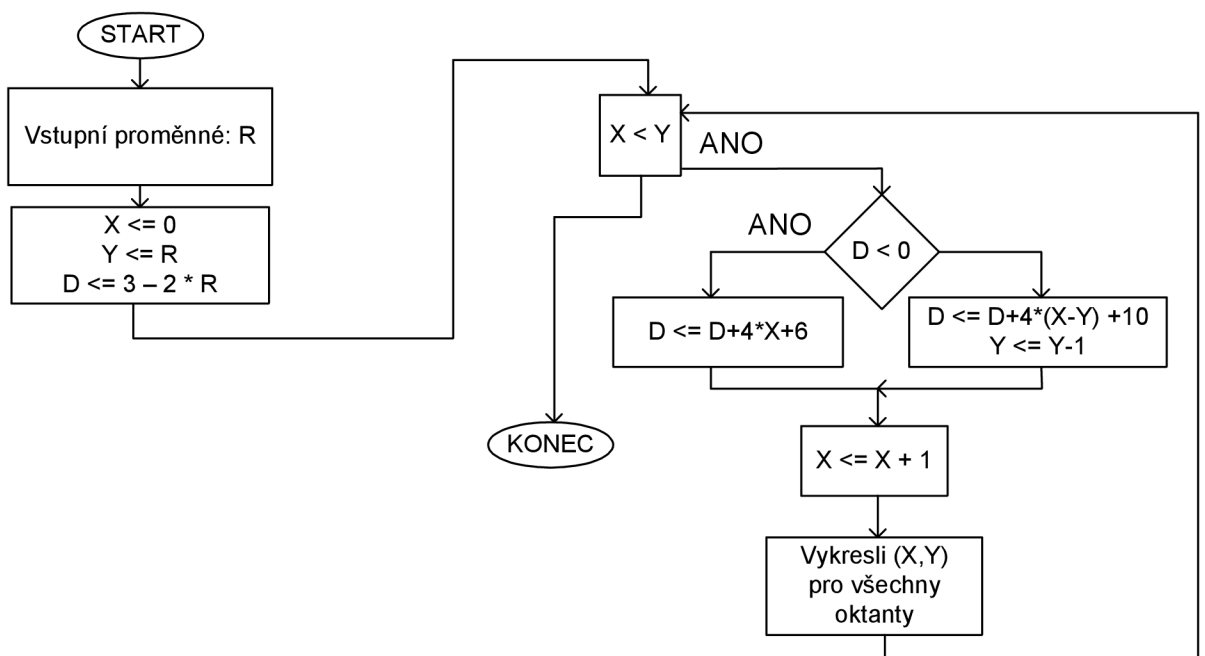 START
Vstupní proměnné: R
X <= 0
Y <= R
D <= 3 – 2 * R
X < Y
ANO
ANO
D < 0
D <= D+4*X+6
D <= D+4*(X-Y) +10
Y <= Y-1
KONEC
X <= X + 1
Vykresli (X,Y)
pro všechny
oktanty